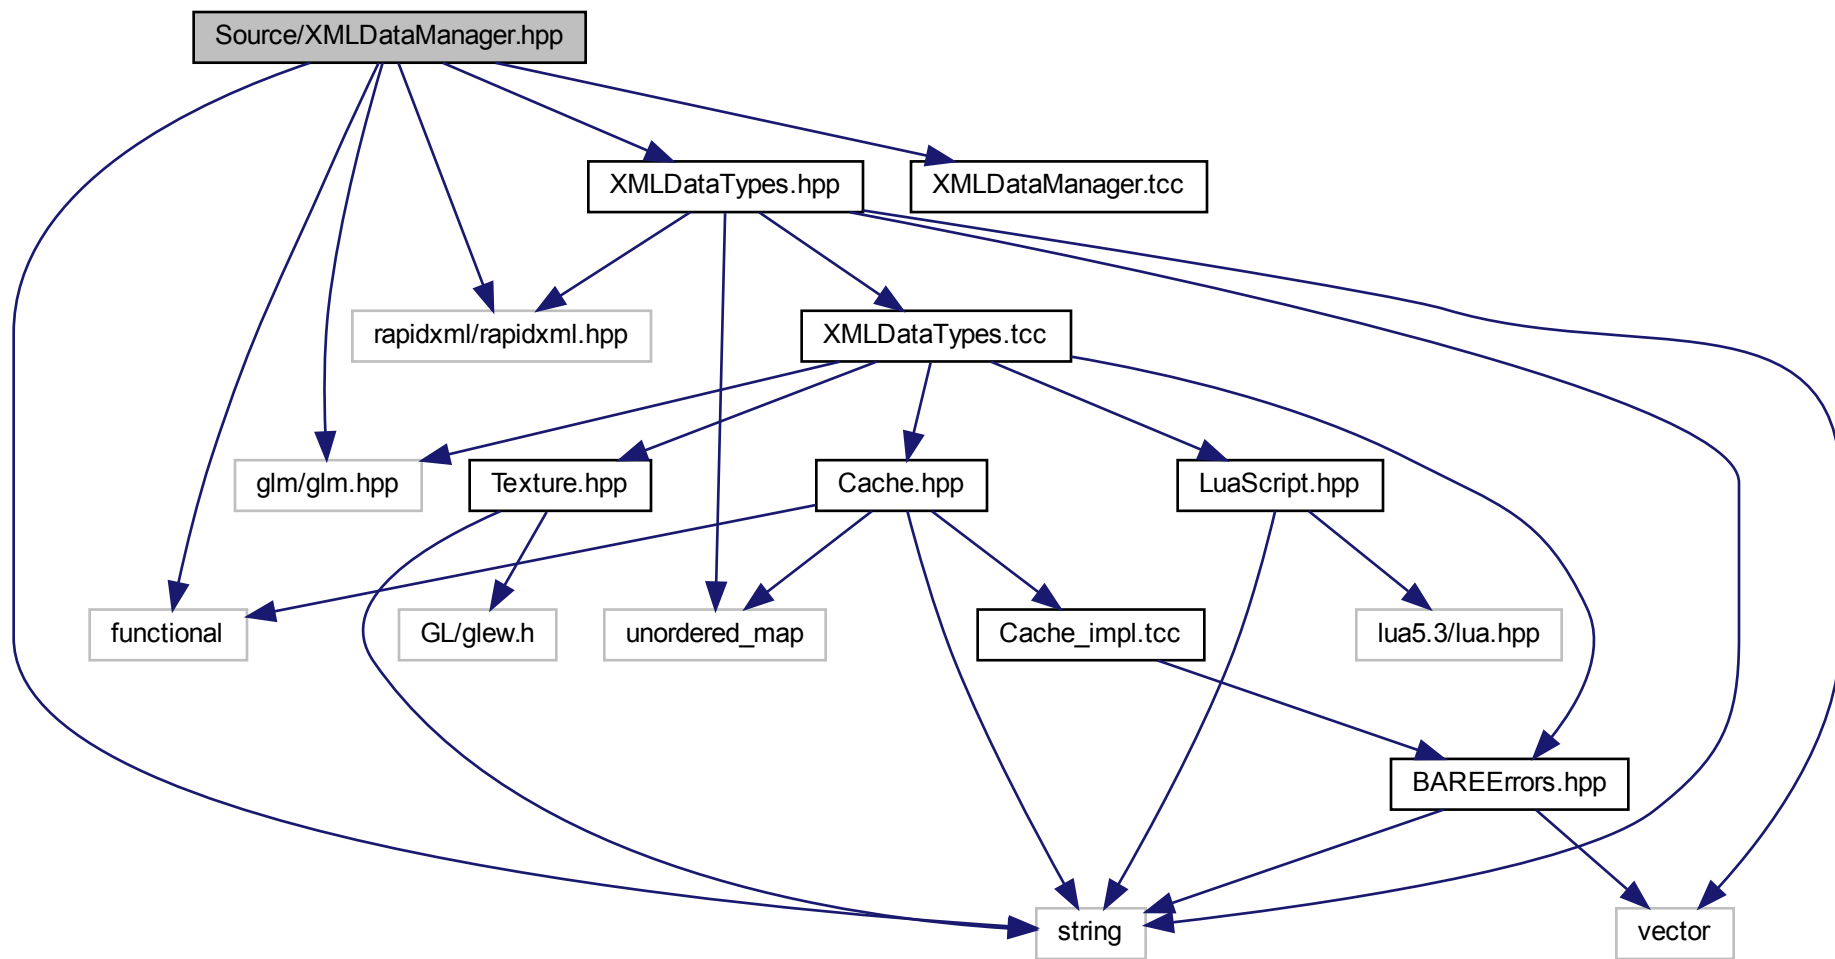 Source/XMLDataManager.hpp
XMLDataTypes.hpp
XMLDataManager.tcc
rapidxml/rapidxml.hpp
XMLDataTypes.tcc
glm/glm.hpp
Texture.hpp
Cache.hpp
LuaScript.hpp
functional
GL/glew.h
unordered_map
Cache_impl.tcc
lua5.3/lua.hpp
BAREErrors.hpp
string
vector